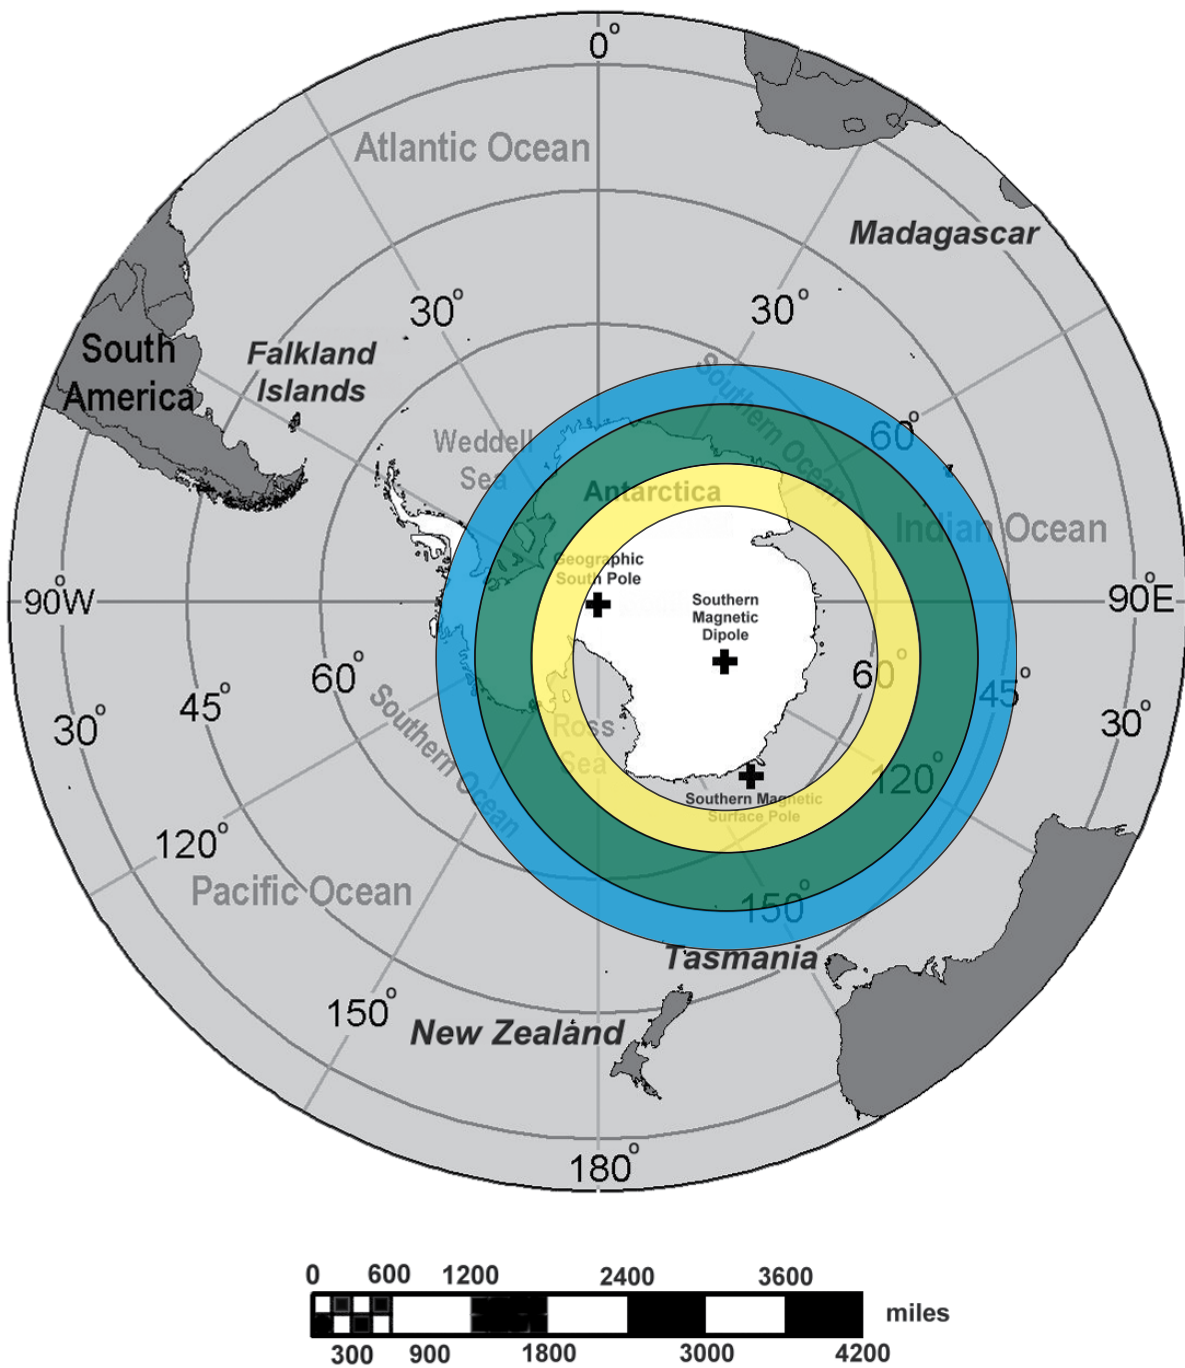 0°
Atlantic Ocean
Madagascar
30°
30°
South
America
Falkland
Islands
Southern Ocean
60°
Weddell
Sea
Antarctica
Indian Ocean
Geographic
South Pole
90°W
Southern
Magnetic
Dipole
90E
60°
60°
45°
45°
30°
30°
Southern Ocean
Ross
Sea
120°
Southern Magnetic
Surface Pole
120°
Pacific Ocean
150°
Tasmania
150°
New Zealand
180°
0 600 1200 2400 3600
miles
300 900 1800 3000 4200